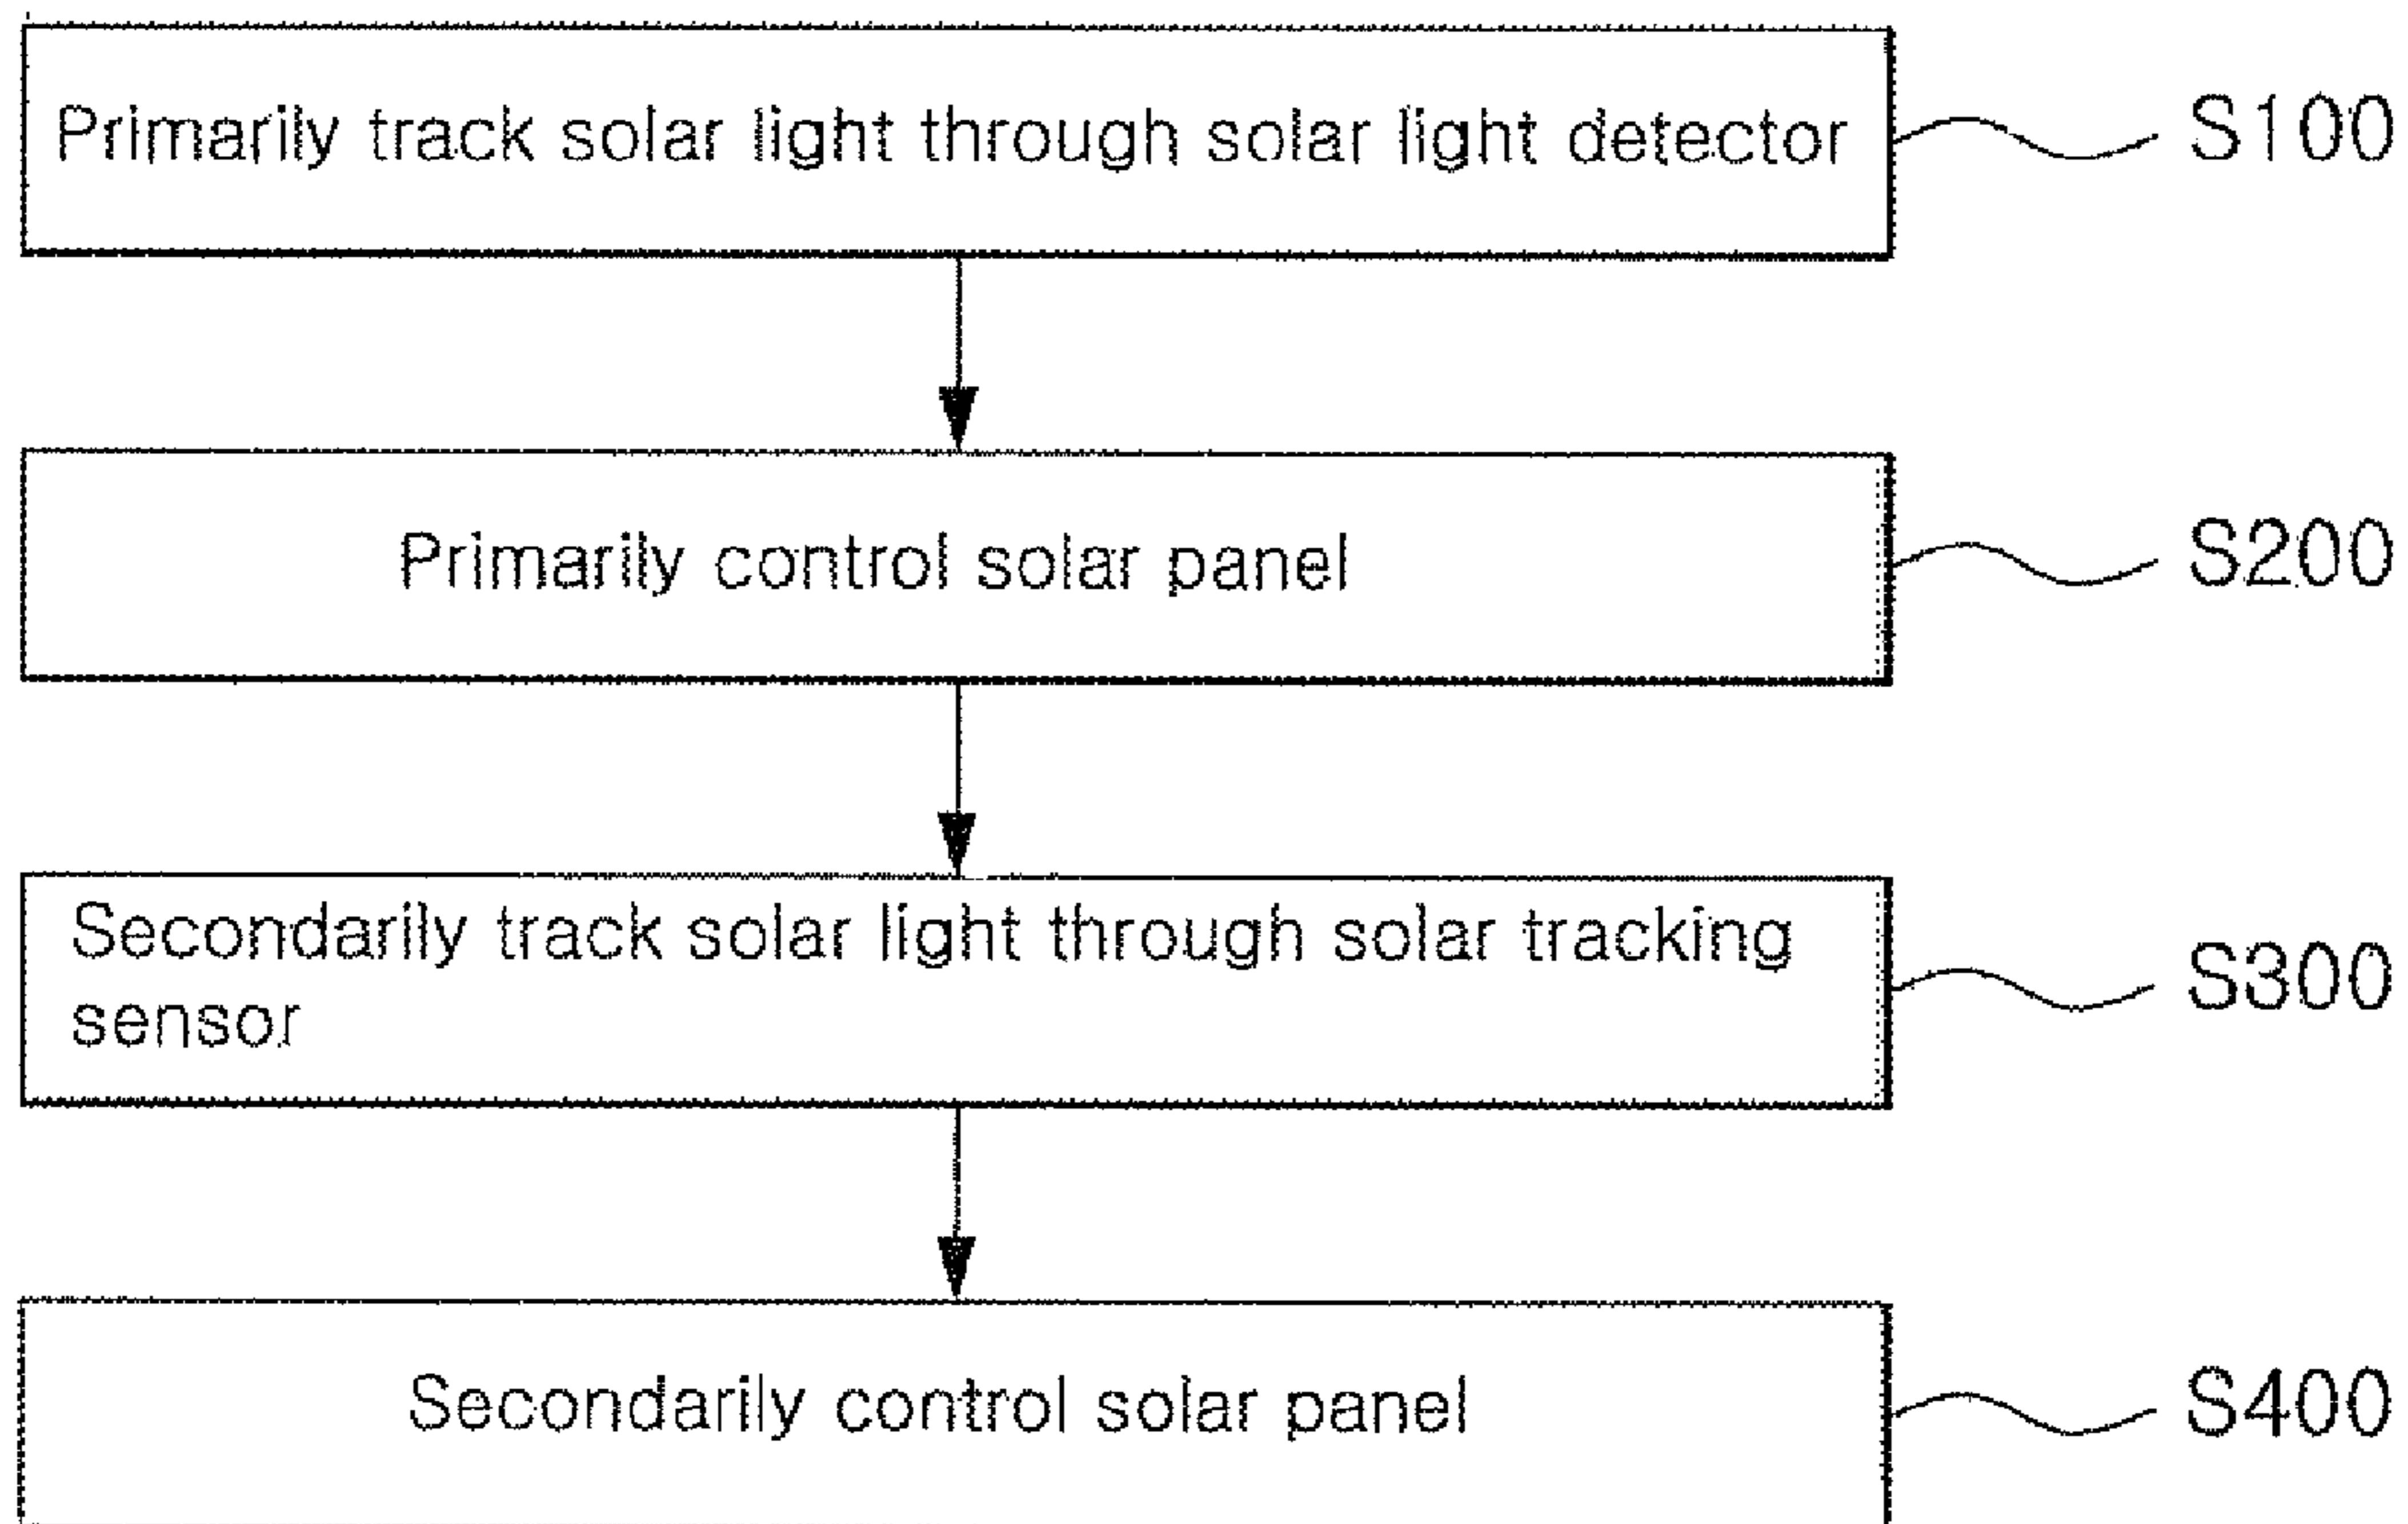 Primarily track solar light through solar light detector
S100
Primarily control solar panel
S200
Secondarily track solar light through solar tracking
sensor
S300
Secondarily control solar panel
S400